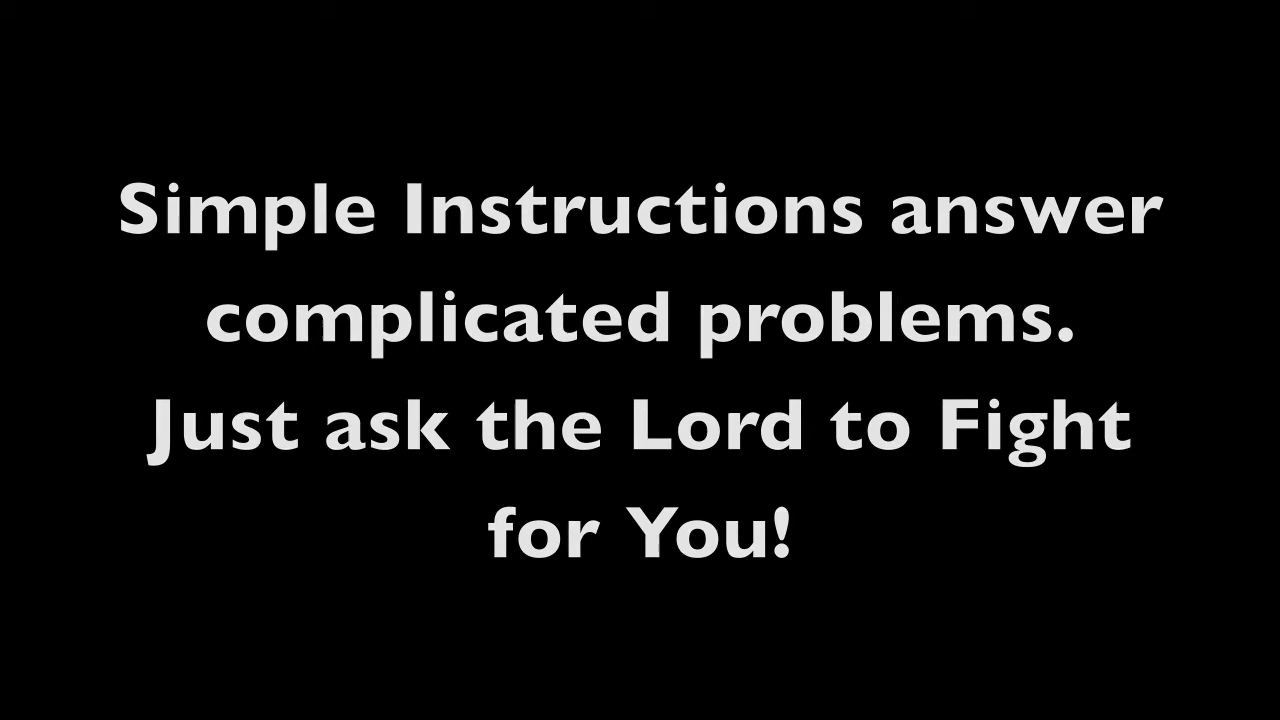 Simple Instructions answer
complicated problems.
Just ask the Lord to Fight
for You!